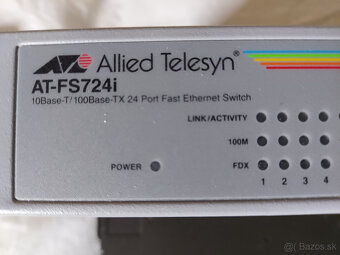 Allied Telesyn®
AT-FS724i
10Base-T/100Base-TX 24 Port Fast Ethernet Switch
LINK/ACTIVITY
100M
POWER FDX
1 2 3 4
Bazos.sk